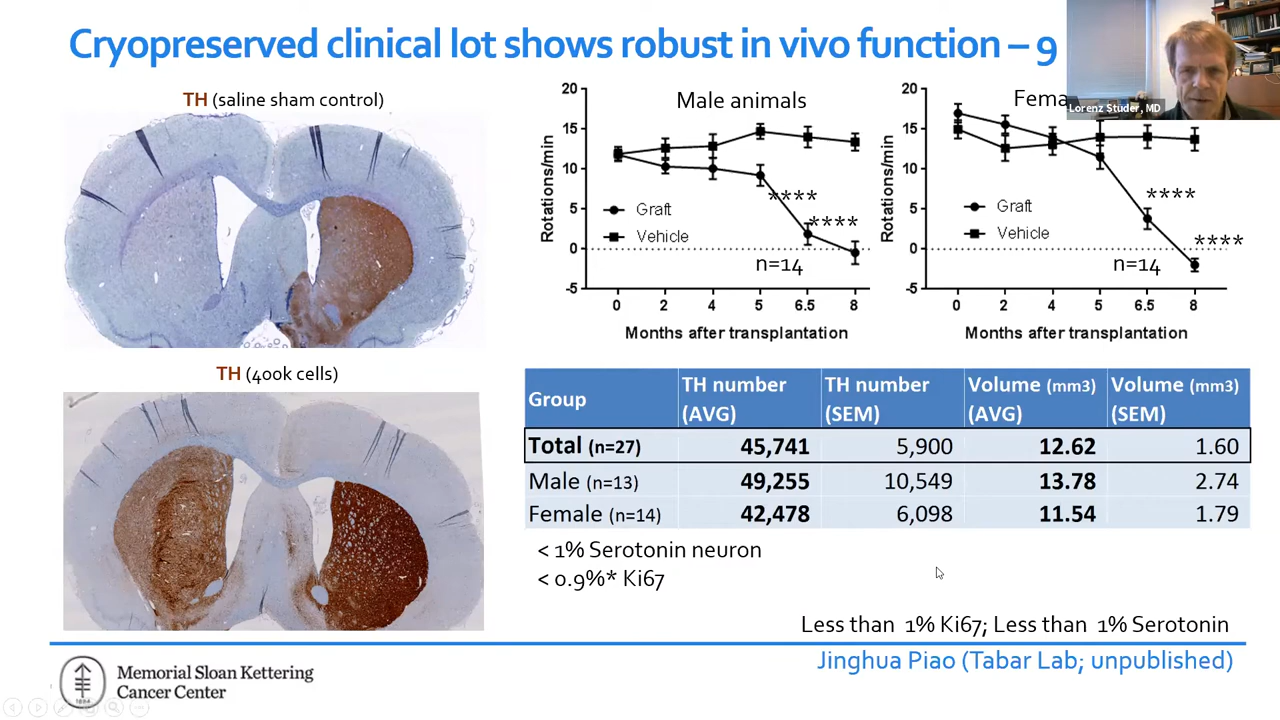 Cryopreserved clinical lot shows robust in vivo function – 9
Lorenz Studer, MD
TH (saline sham control)
TH (400k cells)
Male animals
Rotations/min
20
15
10
5
0
-5
Graft
Vehicle
****
****
n=14
0 2 4 5 6.5 8
Months after transplantation
Fema
Rotations/min
20
15
10
5
0
-5
Graft
Vehicle
****
****
n=14
0 2 4 5 6.5 8
Months after transplantation
Group TH number (AVG) TH number (SEM) Volume (mm3) (AVG) Volume (mm3) (SEM)
Total (n=27) 45,741 5,900 12.62 1.60
Male (n=13) 49,255 10,549 13.78 2.74
Female (n=14) 42,478 6,098 11.54 1.79
< 1% Serotonin neuron
< 0.9%* Ki67
Less than 1% Ki67; Less than 1% Serotonin
Jinghua Piao (Tabar Lab; unpublished)
Memorial Sloan Kettering
Cancer Center